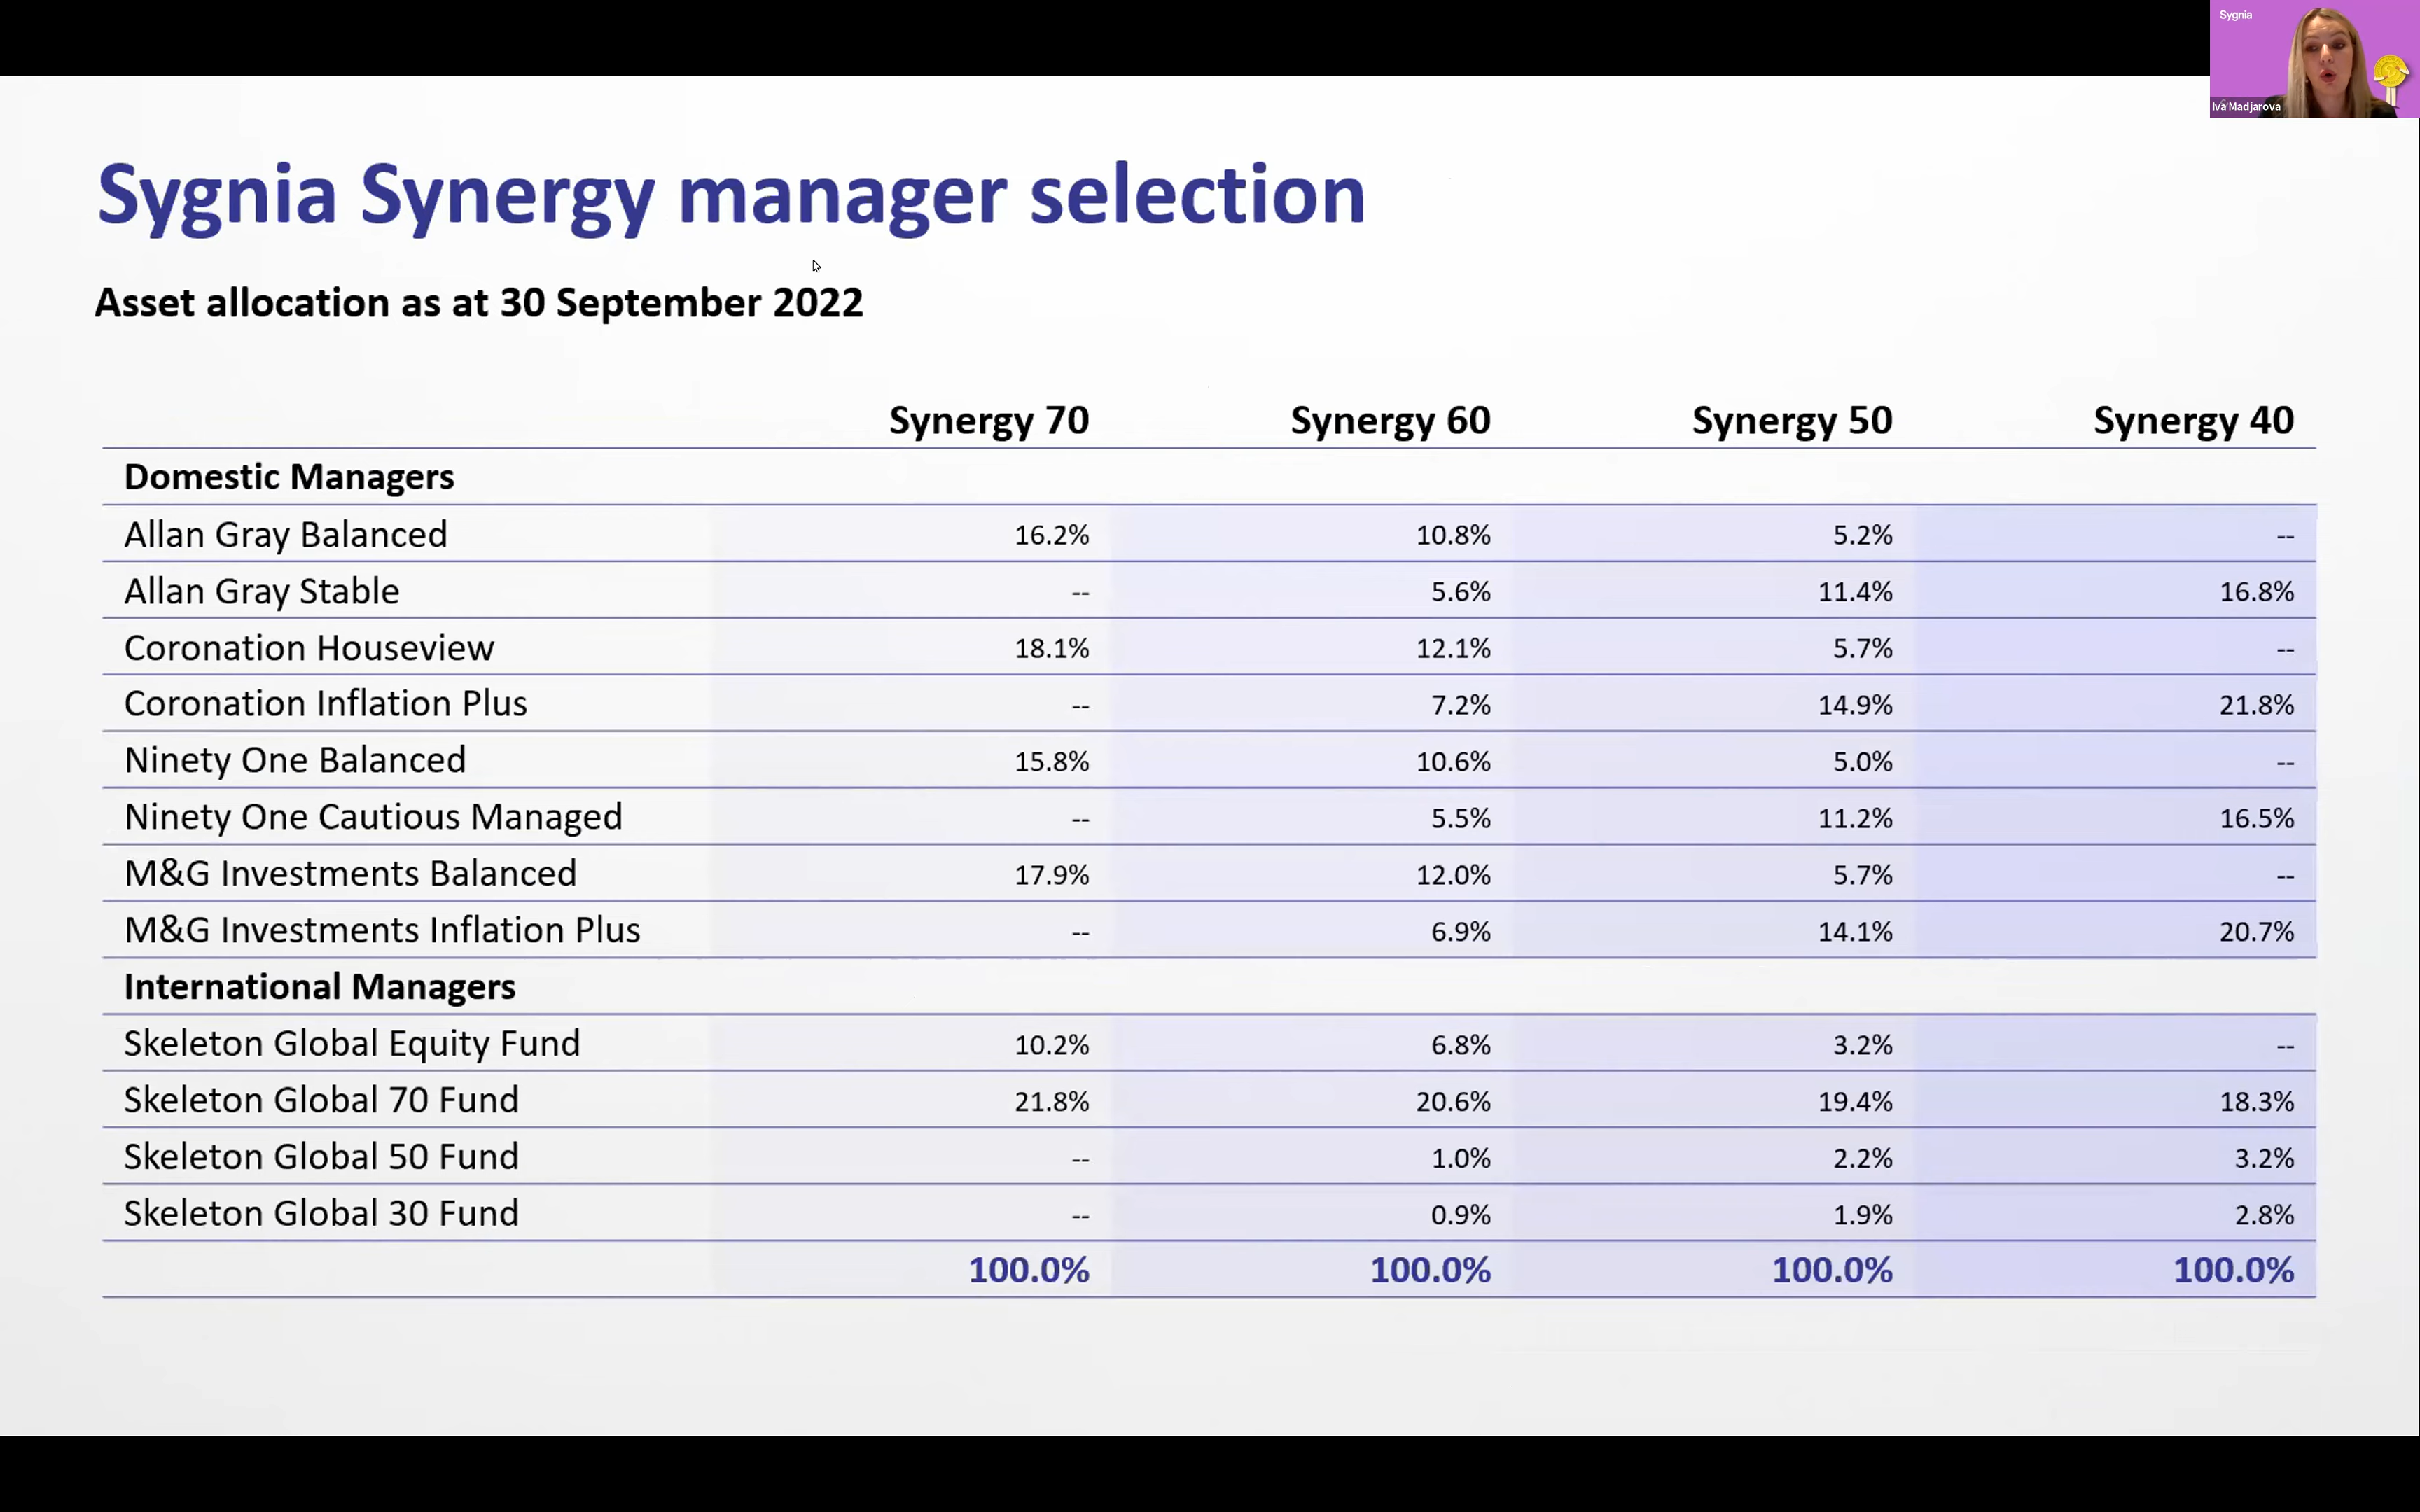 Sygnia
Iva Madjarova
Sygnia Synergy manager selection
Asset allocation as at 30 September 2022
Synergy 70 Synergy 60 Synergy 50 Synergy 40
Domestic Managers
Allan Gray Balanced 16.2% 10.8% 5.2% --
Allan Gray Stable -- 5.6% 11.4% 16.8%
Coronation Houseview 18.1% 12.1% 5.7% --
Coronation Inflation Plus -- 7.2% 14.9% 21.8%
Ninety One Balanced 15.8% 10.6% 5.0% --
Ninety One Cautious Managed -- 5.5% 11.2% 16.5%
M&G Investments Balanced 17.9% 12.0% 5.7% --
M&G Investments Inflation Plus -- 6.9% 14.1% 20.7%
International Managers
Skeleton Global Equity Fund 10.2% 6.8% 3.2% --
Skeleton Global 70 Fund 21.8% 20.6% 19.4% 18.3%
Skeleton Global 50 Fund -- 1.0% 2.2% 3.2%
Skeleton Global 30 Fund -- 0.9% 1.9% 2.8%
100.0% 100.0% 100.0% 100.0%